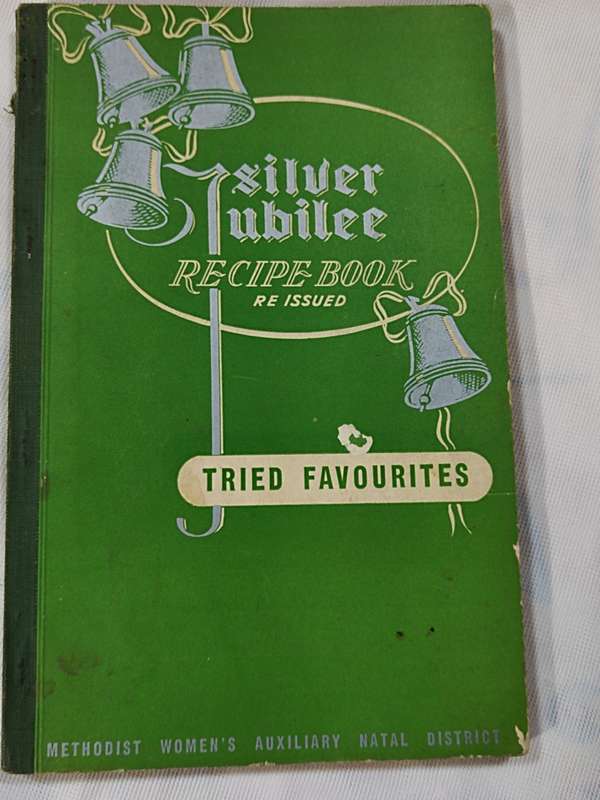 silver
Jubilee
RECIPE BOOK
RE ISSUED
TRIED FAVOURITES
METHODIST WOMEN'S AUXILIARY NATAL DISTRICT